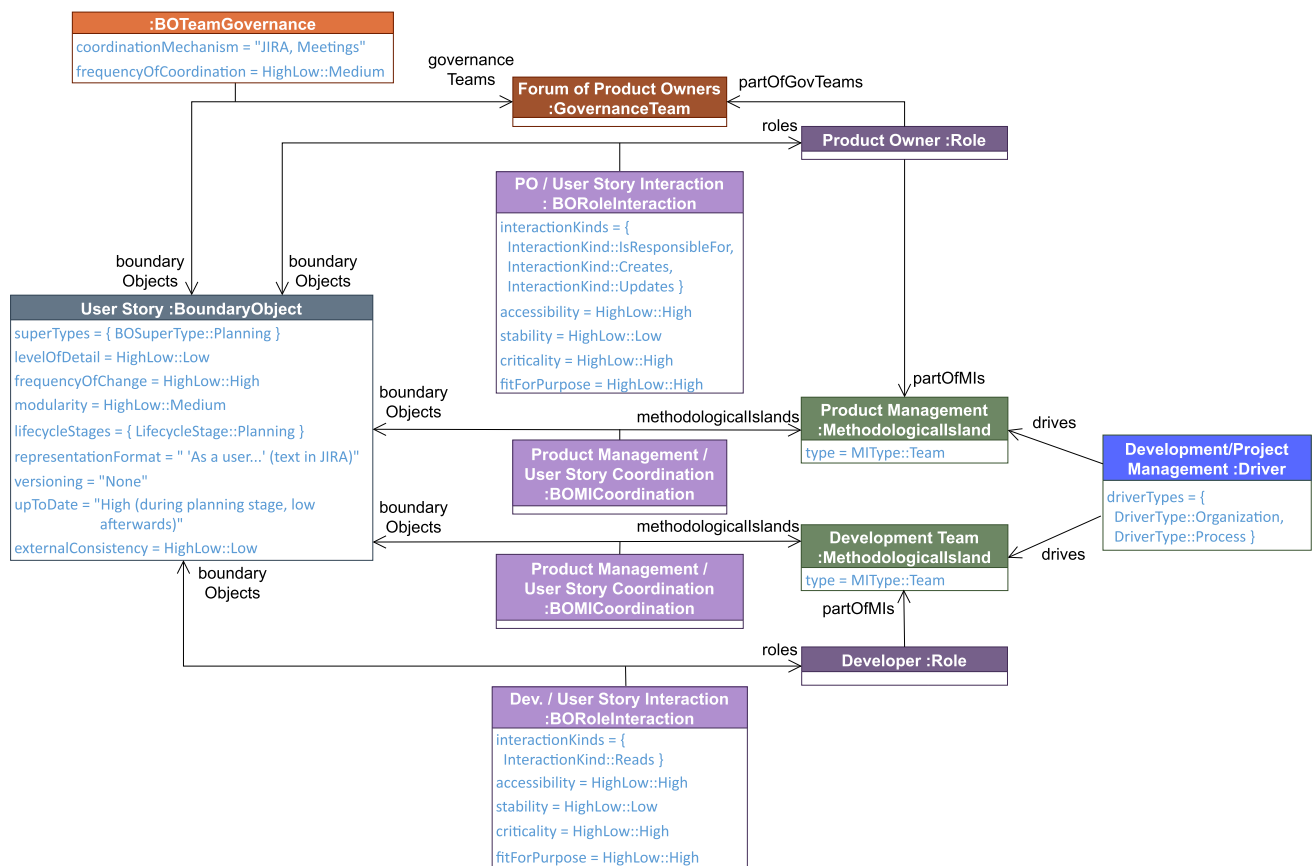 :BOTeamGovernance
coordinationMechanism = "JIRA, Meetings"
frequencyOfCoordination = HighLow::Medium
governance
Teams
Forum of Product Owners
:GovernanceTeam
partOfGovTeams
roles
Product Owner :Role
PO / User Story Interaction
: BORoleInteraction
interactionKinds = {
InteractionKind::IsResponsibleFor,
InteractionKind::Creates,
InteractionKind::Updates }
accessibility = HighLow::High
stability = HighLow::Low
criticality = HighLow::High
fitForPurpose = HighLow::High
boundary
Objects
boundary
Objects
User Story :BoundaryObject
superTypes = { BOSuperType::Planning }
levelOfDetail = HighLow::Low
frequencyOfChange = HighLow::High
modularity = HighLow::Medium
lifecycleStages = { LifecycleStage::Planning }
representationFormat = " 'As a user...' (text in JIRA)"
versioning = "None"
upToDate = "High (during planning stage, low
afterwards)"
externalConsistency = HighLow::Low
boundary
Objects
methodologicalIslands
partOfMIs
Product Management
:MethodologicalIsland
type = MIType::Team
drives
Development/Project
Management :Driver
driverTypes = {
DriverType::Organization,
DriverType::Process }
Product Management /
User Story Coordination
:BOMICoordination
boundary
Objects
methodologicalIslands
Development Team
:MethodologicalIsland
type = MIType::Team
drives
Product Management /
User Story Coordination
:BOMICoordination
partOfMIs
boundary
Objects
roles
Developer :Role
Dev. / User Story Interaction
:BORoleInteraction
interactionKinds = {
InteractionKind::Reads }
accessibility = HighLow::High
stability = HighLow::Low
criticality = HighLow::High
fitForPurpose = HighLow::High